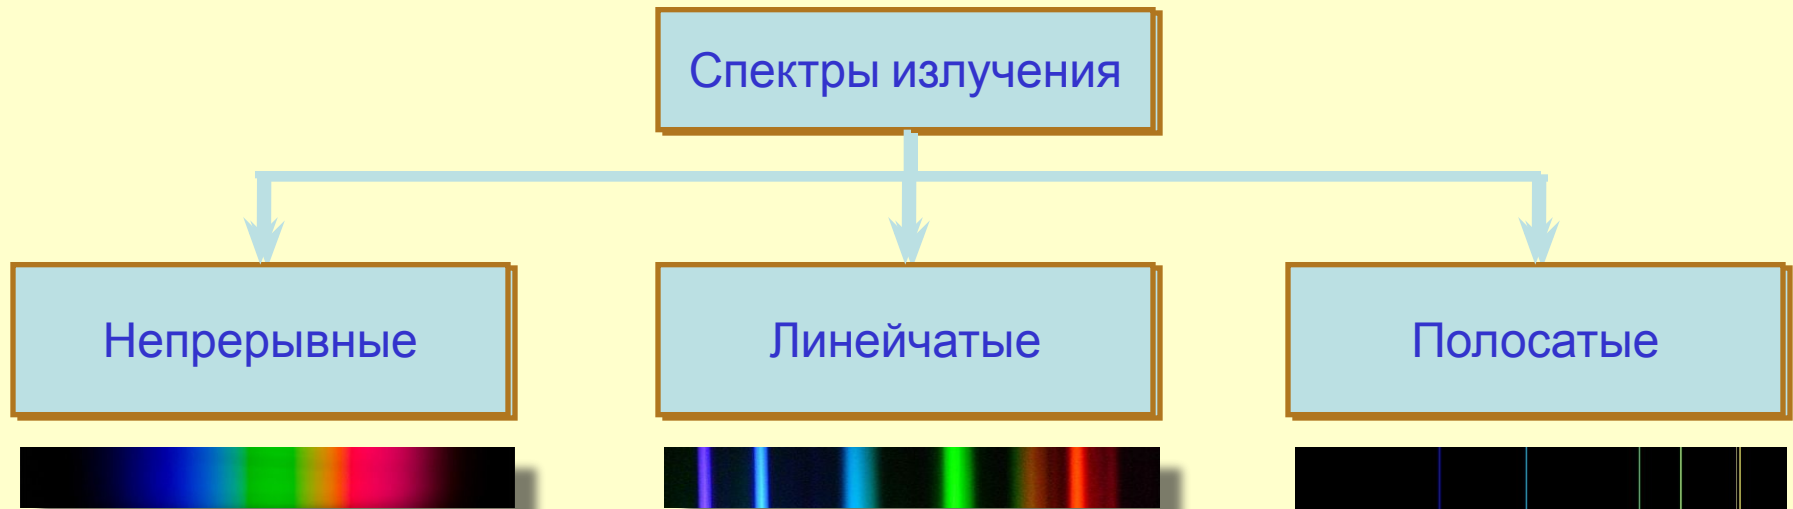 Спектры излучения
Непрерывные
Линейчатые
Полосатые